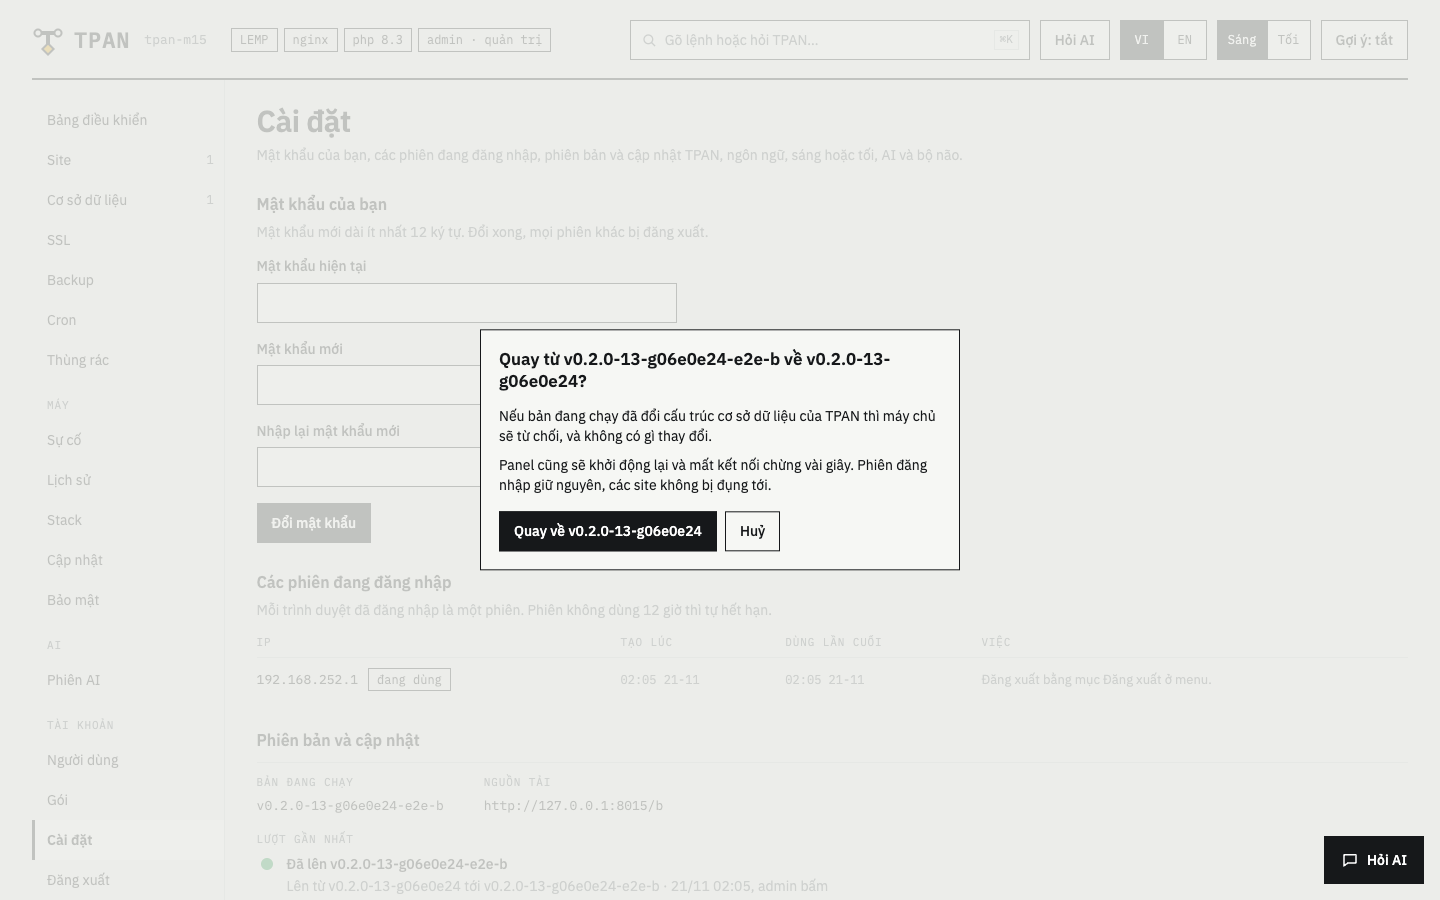 TPAN tpan-m15 LEMP nginx php 8.3 admin · quản trị Gõ lệnh hoặc hỏi TPAN... ⌘K Hỏi AI VI EN Sáng Tối Gợi ý: tắt
Bảng điều khiển
Site 1
Cơ sở dữ liệu 1
SSL
Backup
Cron
Thùng rác
MÁY
Sự cố
Lịch sử
Stack
Cập nhật
Bảo mật
AI
Phiên AI
TÀI KHOẢN
Người dùng
Gói
Cài đặt
Đăng xuất
Cài đặt
Mật khẩu của bạn, các phiên đang đăng nhập, phiên bản và cập nhật TPAN, ngôn ngữ, sáng hoặc tối, AI và bộ não.
Mật khẩu của bạn
Mật khẩu mới dài ít nhất 12 ký tự. Đổi xong, mọi phiên khác bị đăng xuất.
Mật khẩu hiện tại
Mật khẩu mới
Nhập lại mật khẩu mới
Đổi mật khẩu
Quay từ v0.2.0-13-g06e0e24-e2e-b về v0.2.0-13-
g06e0e24?
Nếu bản đang chạy đã đổi cấu trúc cơ sở dữ liệu của TPAN thì máy chủ
sẽ từ chối, và không có gì thay đổi.
Panel cũng sẽ khởi động lại và mất kết nối chừng vài giây. Phiên đăng
nhập giữ nguyên, các site không bị đụng tới.
Quay về v0.2.0-13-g06e0e24 Huỷ
Các phiên đang đăng nhập
Mỗi trình duyệt đã đăng nhập là một phiên. Phiên không dùng 12 giờ thì tự hết hạn.
IP TẠO LÚC DÙNG LẦN CUỐI VIỆC
192.168.252.1 đang dùng 02:05 21-11 02:05 21-11 Đăng xuất bằng mục Đăng xuất ở menu.
Phiên bản và cập nhật
BẢN ĐANG CHẠY NGUỒN TẢI
v0.2.0-13-g06e0e24-e2e-b http://127.0.0.1:8015/b
LƯỢT GẦN NHẤT
Đã lên v0.2.0-13-g06e0e24-e2e-b
Lên từ v0.2.0-13-g06e0e24 tới v0.2.0-13-g06e0e24-e2e-b · 21/11 02:05, admin bấm
Hỏi AI